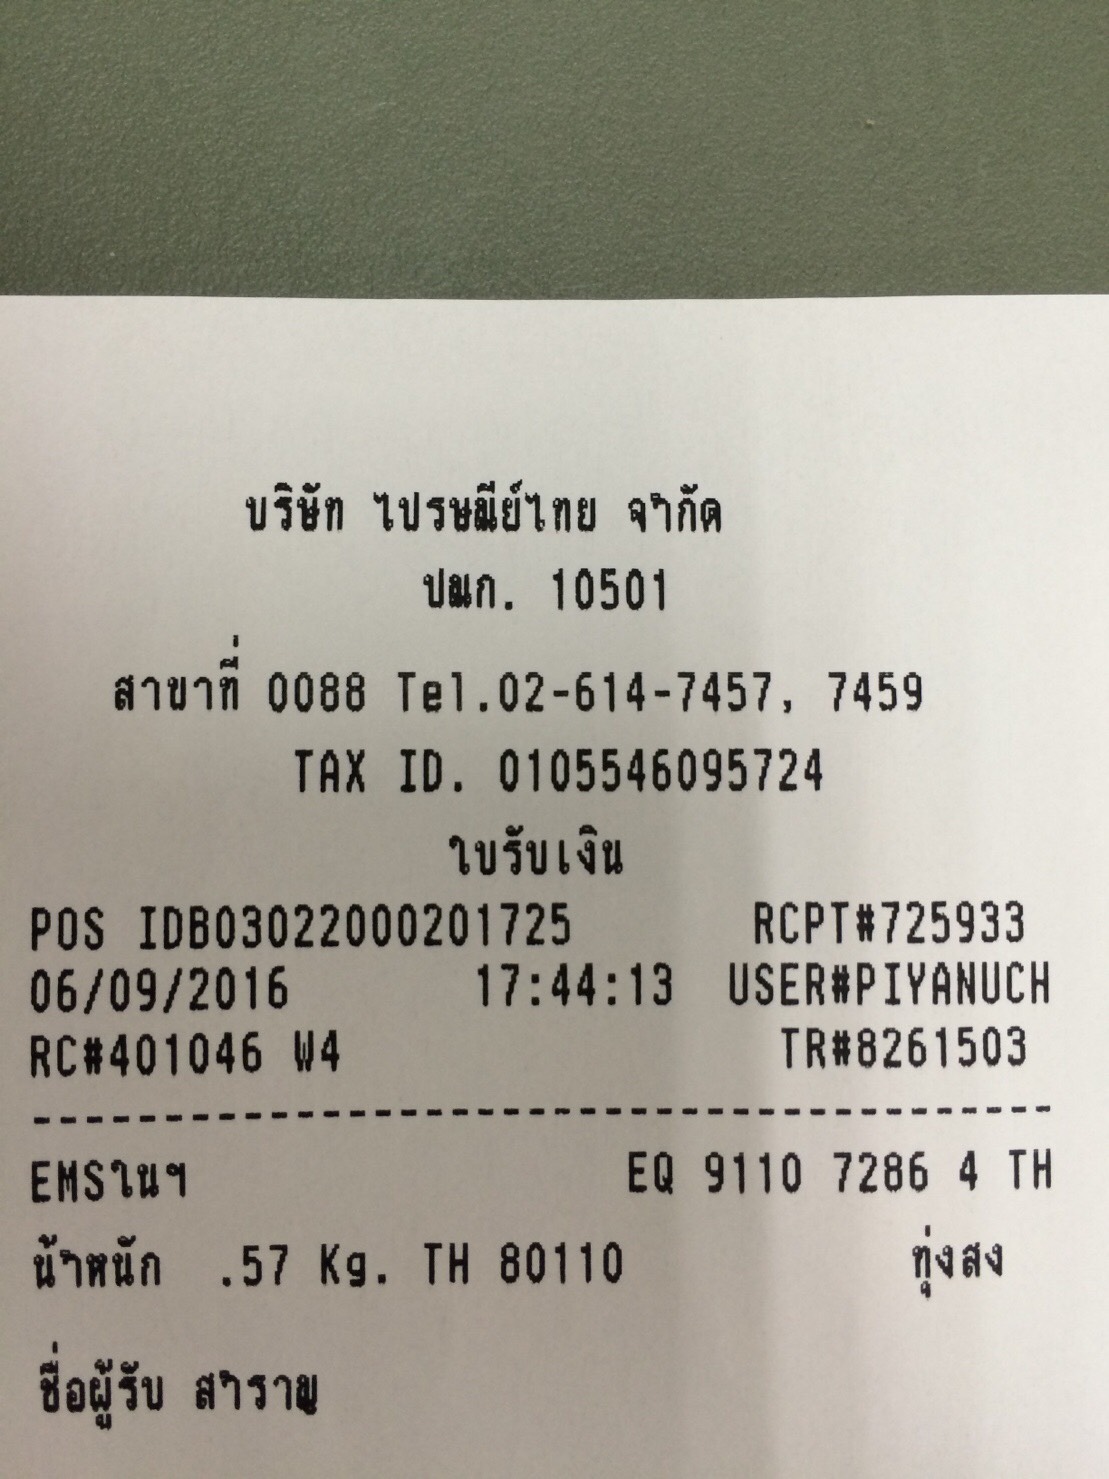 บริษัท ไปรษณีย์ไทย จำกัด
ปณก. 10501
สาขาที่ 0088 Tel.02-614-7457, 7459
TAX ID. 0105546095724
ใบรับเงิน
POS IDB03022000201725 RCPT#725933
06/09/2016 17:44:13 USER#PIYANUCH
RC#401046 W4 TR#8261503
----------------------------------------
EMSในฯ EQ 9110 7286 4 TH
น้ำหนัก .57 Kg. TH 80110 ทุ่งสง
ชื่อผู้รับ สำราญ